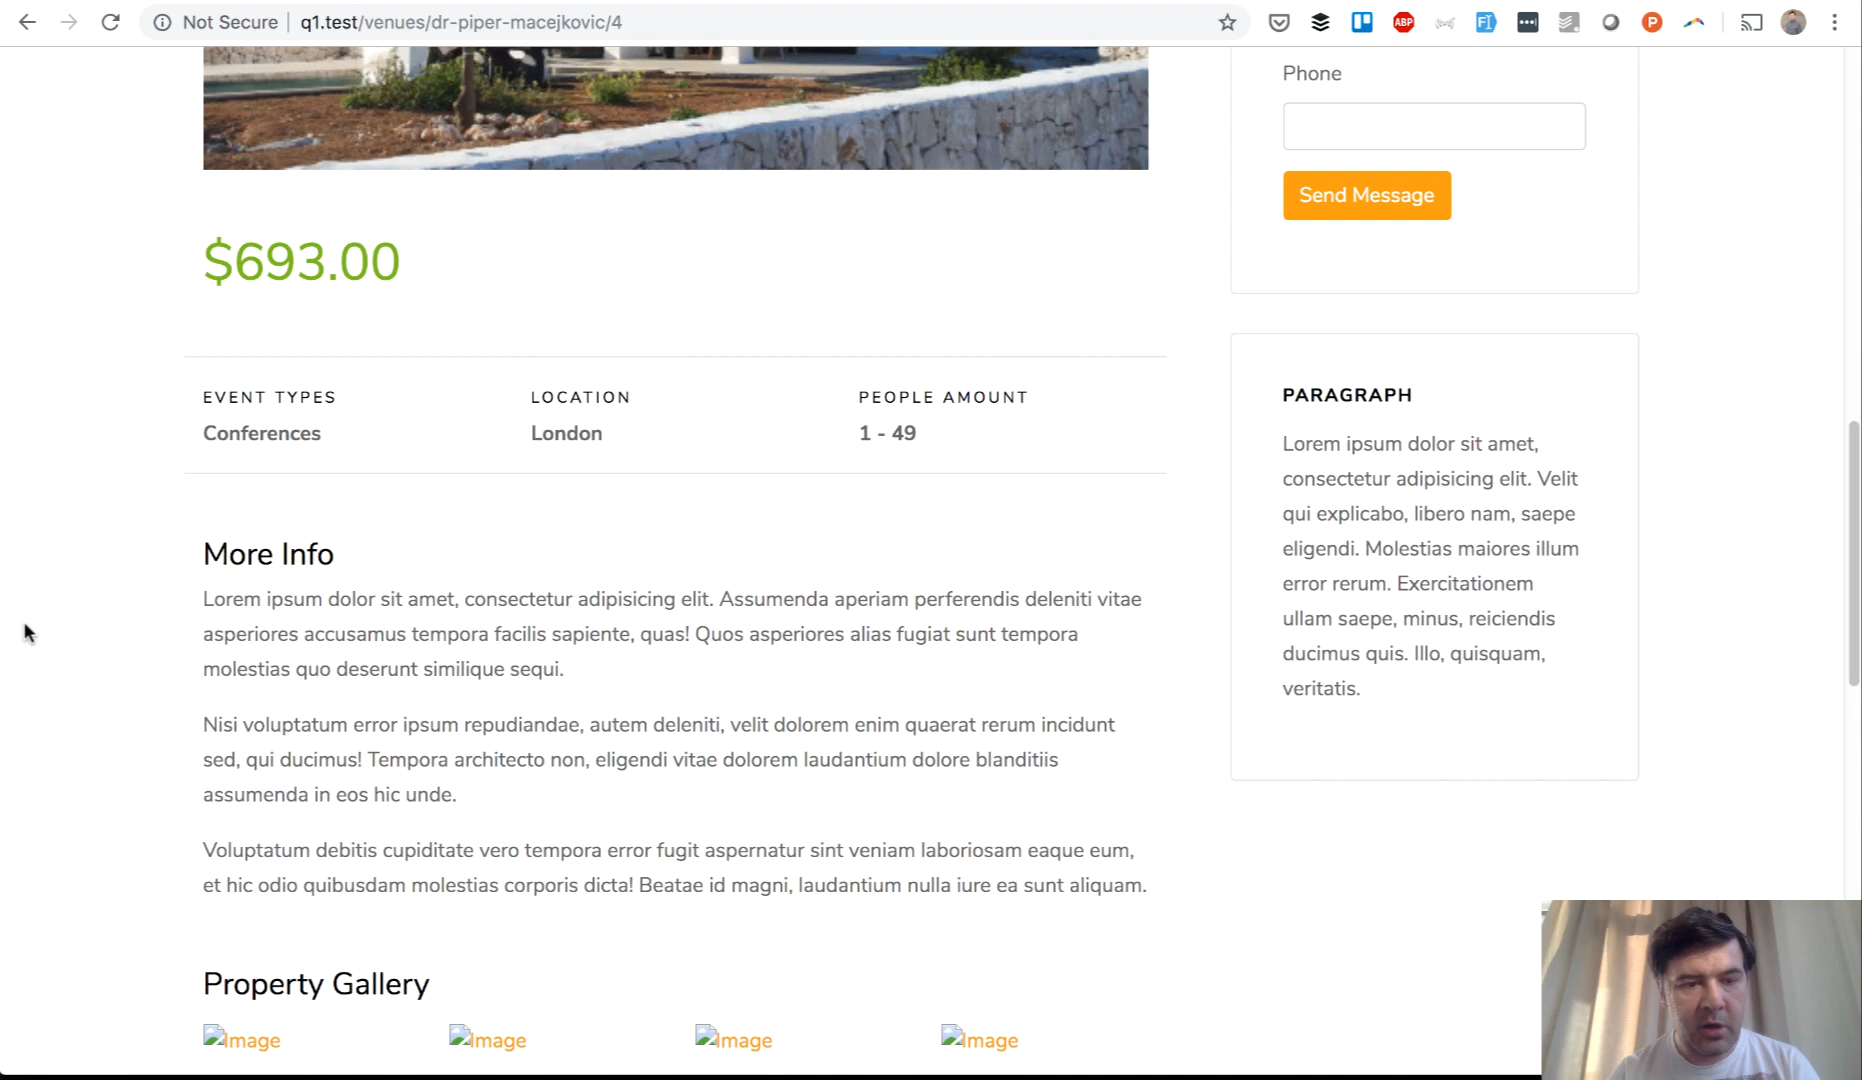 Not Secure
q1.test/venues/dr-piper-macejkovic/4
ABP
P
Phone
Send Message
$693.00
EVENT TYPES
LOCATION
PEOPLE AMOUNT
Conferences
London
1 - 49
More Info
Lorem ipsum dolor sit amet, consectetur adipisicing elit. Assumenda aperiam perferendis deleniti vitae
asperiores accusamus tempora facilis sapiente, quas! Quos asperiores alias fugiat sunt tempora
molestias quo deserunt similique sequi.
Nisi voluptatum error ipsum repudiandae, autem deleniti, velit dolorem enim quaerat rerum incidunt
sed, qui ducimus! Tempora architecto non, eligendi vitae dolorem laudantium dolore blanditiis
assumenda in eos hic unde.
Voluptatum debitis cupiditate vero tempora error fugit aspernatur sint veniam laboriosam eaque eum,
et hic odio quibusdam molestias corporis dicta! Beatae id magni, laudantium nulla iure ea sunt aliquam.
Property Gallery
Image
Image
Image
Image
PARAGRAPH
Lorem ipsum dolor sit amet,
consectetur adipisicing elit. Velit
qui explicabo, libero nam, saepe
eligendi. Molestias maiores illum
error rerum. Exercitationem
ullam saepe, minus, reiciendis
ducimus quis. Illo, quisquam,
veritatis.